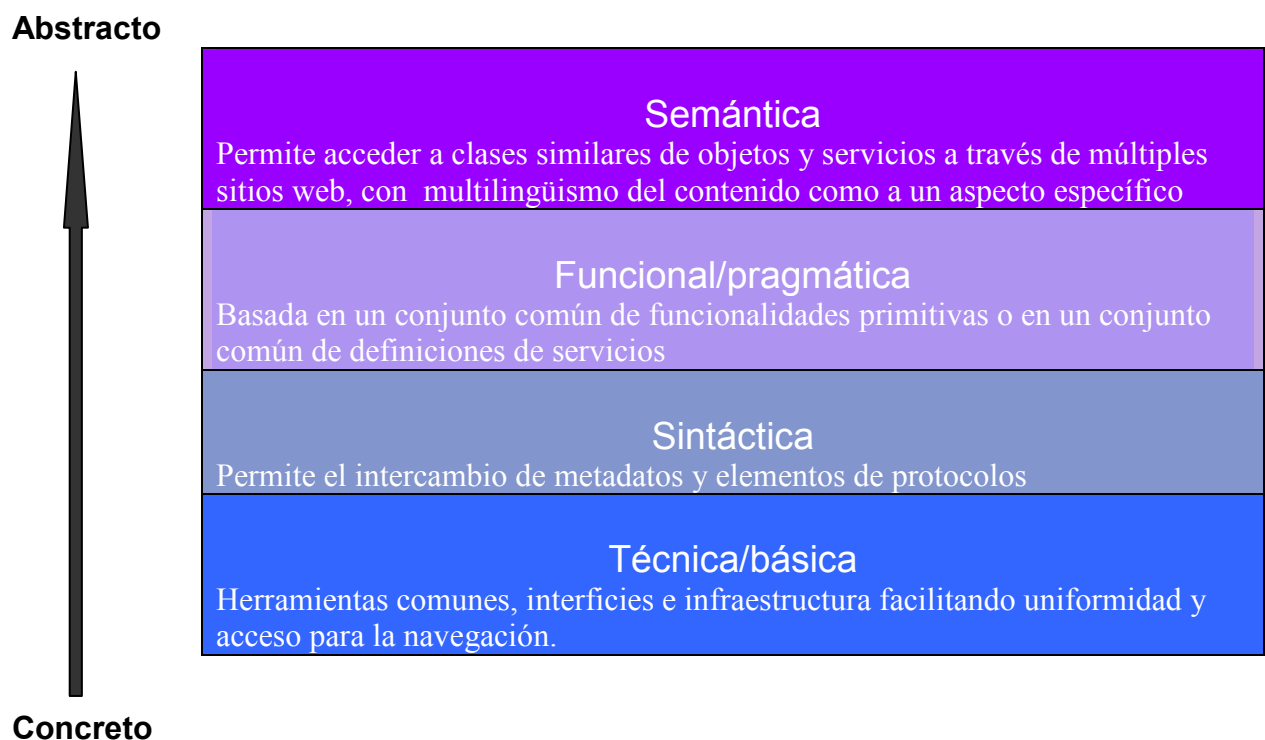 Abstracto
Semántica
Permite acceder a clases similares de objetos y servicios a través de múltiples
sitios web, con  multilingüismo del contenido como a un aspecto específico
Funcional/pragmática
Basada en un conjunto común de funcionalidades primitivas o en un conjunto
común de definiciones de servicios
Sintáctica
Permite el intercambio de metadatos y elementos de protocolos
Técnica/básica
Herramientas comunes, interficies e infraestructura facilitando uniformidad y
acceso para la navegación.
Concreto